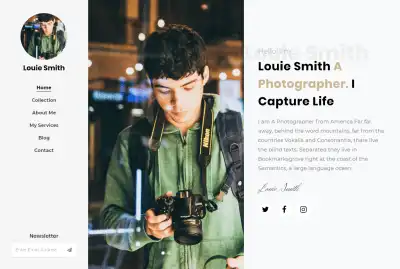 Louie Smith
Home
Collection
About Me
My Services
Blog
Contact
Newsletter
Nikon
Louie Smith
Hello! I'm
Louie Smith A
Photographer. I
Capture Life
I am A Photographer from America Far far
away, behind the word mountains, far from the
countries Vokalia and Consonantia, there live
the blind texts. Separated they live in
Bookmarksgrove right at the coast of the
Semantics, a large language ocean.
Louie Smith